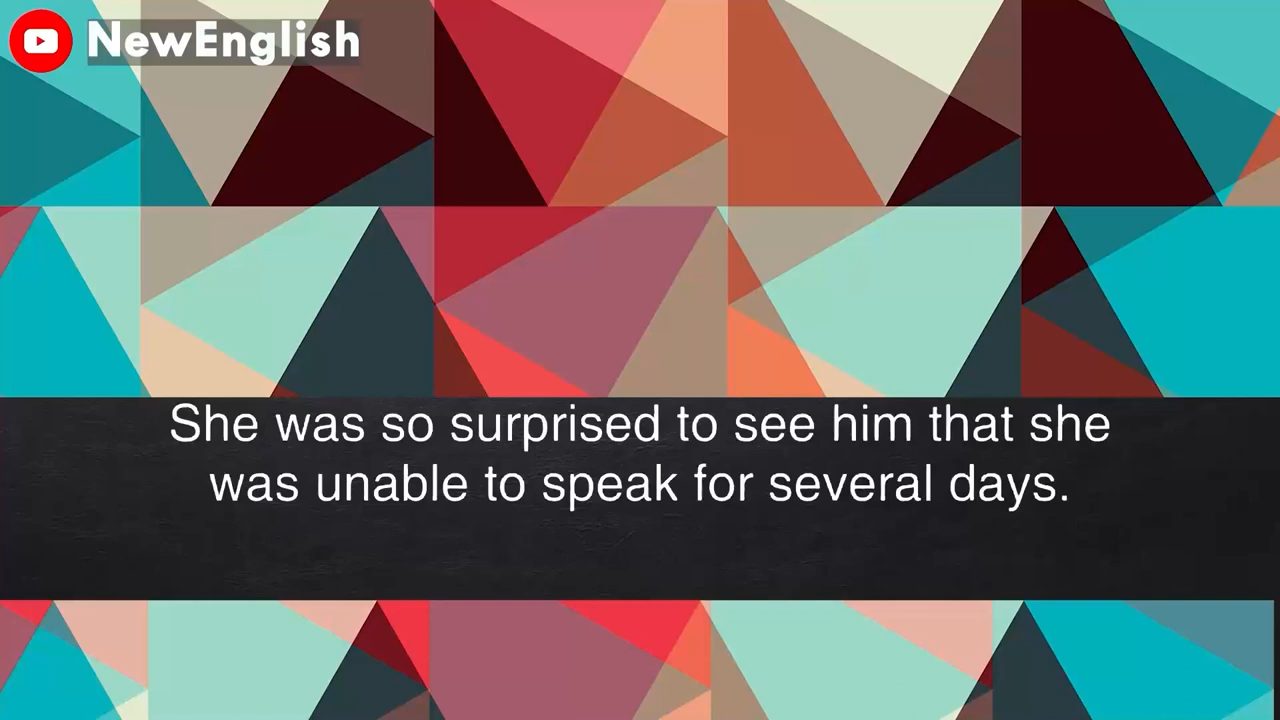 NewEnglish
She was so surprised to see him that she
was unable to speak for several days.